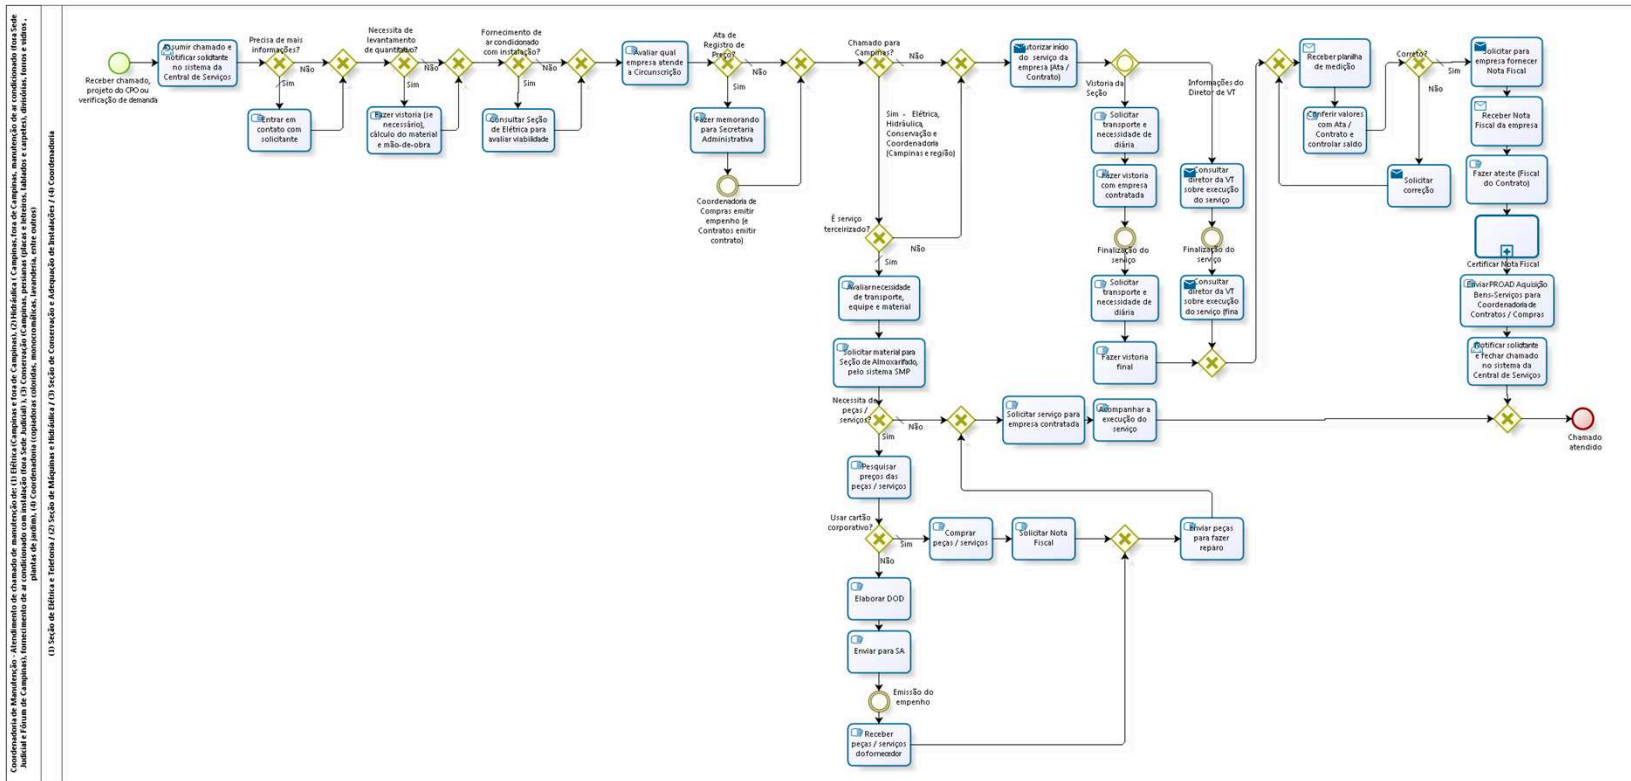 Coordenadoria de Manutenção - Atendimento de chamado de manutenção de: (1) Elétrica (Campinas e fora de Campinas), (2) Hidráulica ( Campinas, fora de Campinas, manutenção de ar condicionado (fora Sede
Judicial e Fórum de Campinas), fornecimento de ar condicionado com instalação (fora Sede de Judicial) ), (3) Conservação (Campinas, persianas (placas e letreiros, tablados e carpetes), divisórias, forros e vidros ,
plantas de jardim), (4) Coordenadoria (copiadoras coloridas, monocromáticas, lavanderia, entre outros)
(1) Seção de Elétrica e Telefonia / (2) Seção de Máquinas e Hidráulica / (3) Seção de Conservação e Adequação de Instalações / (4) Coordenadoria
Receber chamado,
projeto do CPO ou
verificação de demanda
Assumir chamado e
notificar solicitante
no sistema da
Central de Serviços
Precisa de mais
informações?
Não
Sim
Entrar em
contato com
solicitante
Necessita de
levantamento
de quantitativo?
Não
Sim
Fazer vistoria (se
necessário),
cálculo do material
e mão-de-obra
Fornecimento de
ar condicionado
com instalação?
Não
Sim
Consultar Seção
de Elétrica para
avaliar viabilidade
Avaliar qual
empresa atende
a Circunscrição
Ata de
Registro de
Preço?
Não
Sim
Fazer memorando
para Secretaria
Administrativa
Coordenadoria de
Compras emitir
empenho (e
Contratos emitir
contrato)
Chamado para
Campinas?
Não
Sim - Elétrica,
Hidráulica,
Conservação e
Coordenadoria
(Campinas e região)
É serviço
terceirizado?
Não
Sim
Avaliar necessidade
de transporte,
equipe e material
Solicitar material para
Seção de Almoxarifado,
pelo sistema SMP
Necessita de
peças /
serviços?
Não
Sim
Pesquisar
preços das
peças / serviços
Usar cartão
corporativo?
Sim
Não
Comprar
peças / serviços
Solicitar Nota
Fiscal
Enviar peças
para fazer
reparo
Elaborar DOD
Enviar para SA
Emissão do
empenho
Receber
peças / serviços
do fornecedor
Solicitar serviço para
empresa contratada
Acompanhar a
execução do
serviço
Autorizar início
do serviço da
empresa (Ata /
Contrato)
Vistoria da
Seção
Informações do
Diretor de VT
Solicitar
transporte e
necessidade de
diária
Fazer vistoria
com empresa
contratada
Finalização do
serviço
Solicitar
transporte e
necessidade de
diária
Fazer vistoria
final
Consultar
diretor da VT
sobre execução
do serviço
Finalização do
serviço
Consultar
diretor da VT
sobre execução
do serviço (fina
Receber planilha
de medição
Conferir valores
com Ata /
Contrato e
controlar saldo
Correto?
Sim
Não
Solicitar
correção
Solicitar para
empresa fornecer
Nota Fiscal
Receber Nota
Fiscal da empresa
Fazer ateste (Fiscal
do Contrato)
Certificar Nota Fiscal
Enviar PROAD Aquisição
Bens-Serviços para
Coordenadoria de
Contratos / Compras
Notificar solicitante
e fechar chamado
no sistema da
Central de Serviços
Chamado
atendido